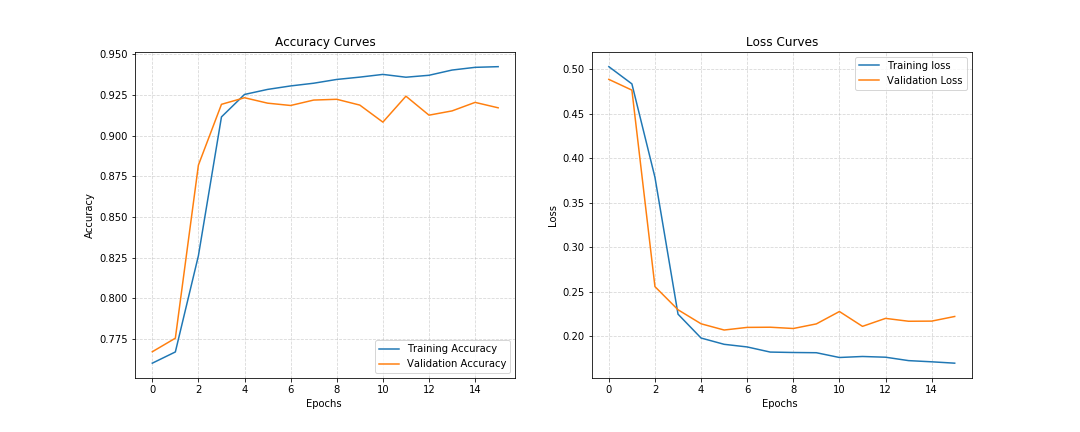 Accuracy Curves
0.950
0.925
0.900
0.875
0.850
0.825
0.800
0.775
Accuracy
0 2 4 6 8 10 12 14
Epochs
Training Accuracy
Validation Accuracy
Loss Curves
0.50
0.45
0.40
0.35
0.30
0.25
0.20
Loss
0 2 4 6 8 10 12 14
Epochs
Training loss
Validation Loss